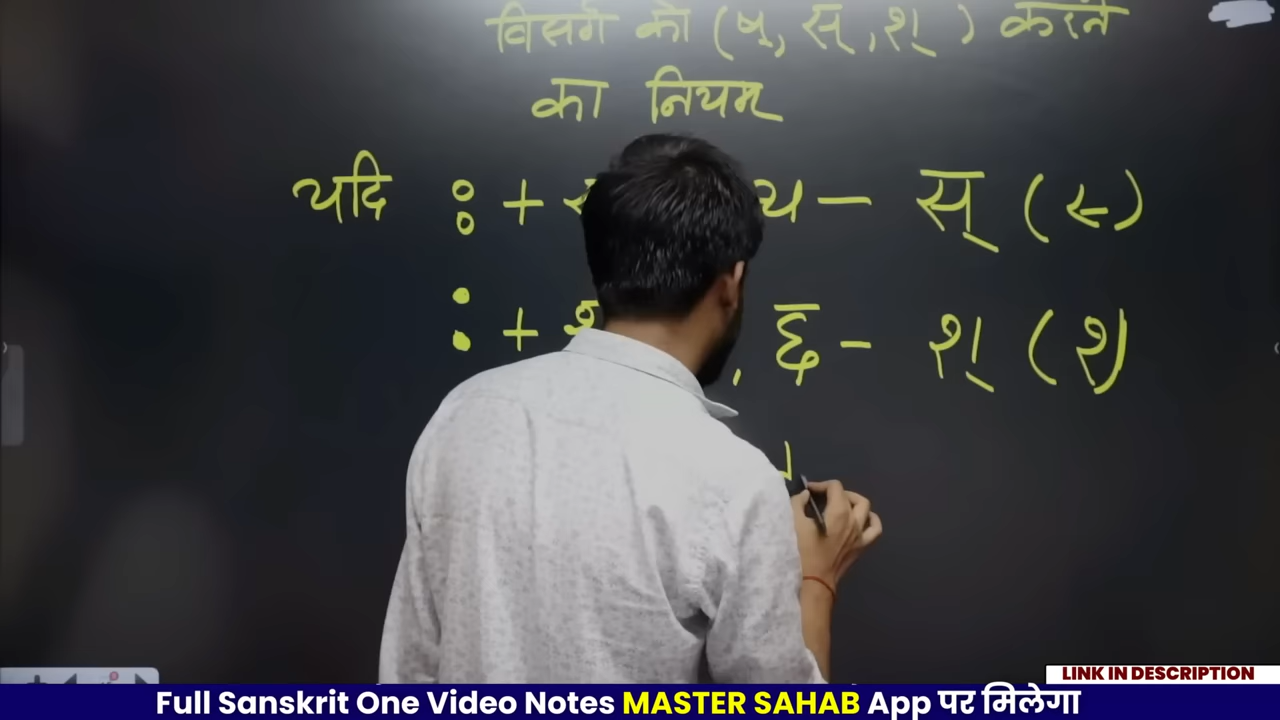 विसर्ग को (ष्, स्, श्) करने
का नियम
यदि : + थ - स् (स्)
: + , छ - श् (श्)
LINK IN DESCRIPTION
Full Sanskrit One Video Notes MASTER SAHAB App पर मिलेगा